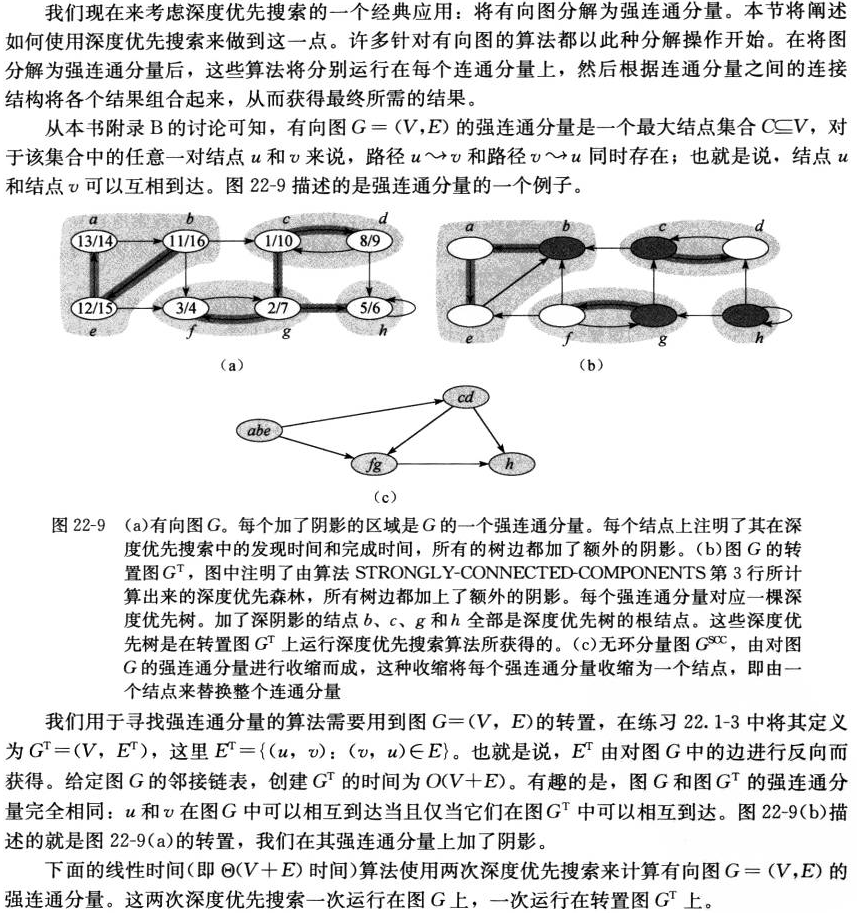 我们现在来考虑深度优先搜索的一个经典应用：将有向图分解为强连通分量。本节将阐述
如何使用深度优先搜索来做到这一点。许多针对有向图的算法都以此种分解操作开始。在将图
分解为强连通分量后，这些算法将分别运行在每个连通分量上，然后根据连通分量之间的连接
结构将各个结果组合起来，从而获得最终所需的结果。
从本书附录 B 的讨论可知，有向图 G＝(V,E) 的强连通分量是一个最大结点集合 C⊆V，对
于该集合中的任意一对结点 u 和 v 来说，路径 u⤳v 和路径 v⤳u 同时存在；也就是说，结点 u
和结点 v 可以互相到达。图 22-9 描述的是强连通分量的一个例子。
a b c d
13/14 11/16 1/10 8/9
12/15 3/4 2/7 5/6
e f g h
(a)
a b c d
e f g h
(b)
cd
abe
fg h
(c)
图 22-9 (a)有向图 G。每个加了阴影的区域是 G 的一个强连通分量。每个结点上注明了其在深
度优先搜索中的发现时间和完成时间，所有的树边都加了额外的阴影。(b)图 G 的转
置图 Gᵀ，图中注明了由算法 STRONGLY-CONNECTED-COMPONENTS 第 3 行所计
算出来的深度优先森林，所有树边都加上了额外的阴影。每个强连通分量对应一棵深
度优先树。加了深阴影的结点 b、c、g 和 h 全部是深度优先树的根结点。这些深度优
先树是在转置图 Gᵀ 上运行深度优先搜索算法所获得的。(c)无环分量图 G^SCC，由对图
G 的强连通分量进行收缩而成，这种收缩将每个强连通分量收缩为一个结点，即由一
个结点来替换整个连通分量
我们用于寻找强连通分量的算法需要用到图 G=(V，E)的转置，在练习 22.1-3 中将其定义
为 Gᵀ=(V，Eᵀ)，这里 Eᵀ={(u，v)：(v，u)∈E}。也就是说，Eᵀ 由对图 G 中的边进行反向而
获得。给定图 G 的邻接链表，创建 Gᵀ 的时间为 O(V+E)。有趣的是，图 G 和图 Gᵀ 的强连通分
量完全相同：u 和 v 在图 G 中可以相互到达当且仅当它们在图 Gᵀ 中可以相互到达。图 22-9(b)描
述的就是图 22-9(a)的转置，我们在其强连通分量上加了阴影。
下面的线性时间(即 Θ(V＋E) 时间)算法使用两次深度优先搜索来计算有向图 G＝(V,E) 的
强连通分量。这两次深度优先搜索一次运行在图 G 上，一次运行在转置图 Gᵀ 上。